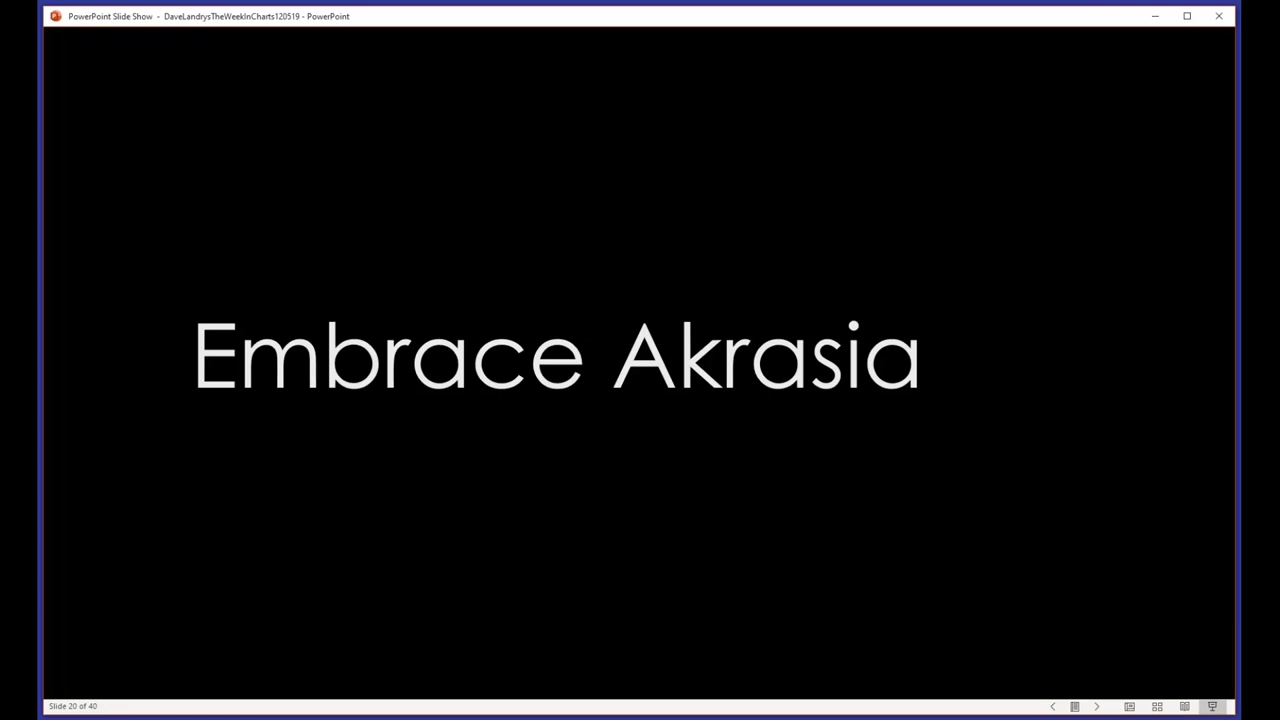 PowerPoint Slide Show - DaveLandrysTheWeekInCharts120519 - PowerPoint
Embrace Akrasia
Slide 20 of 40